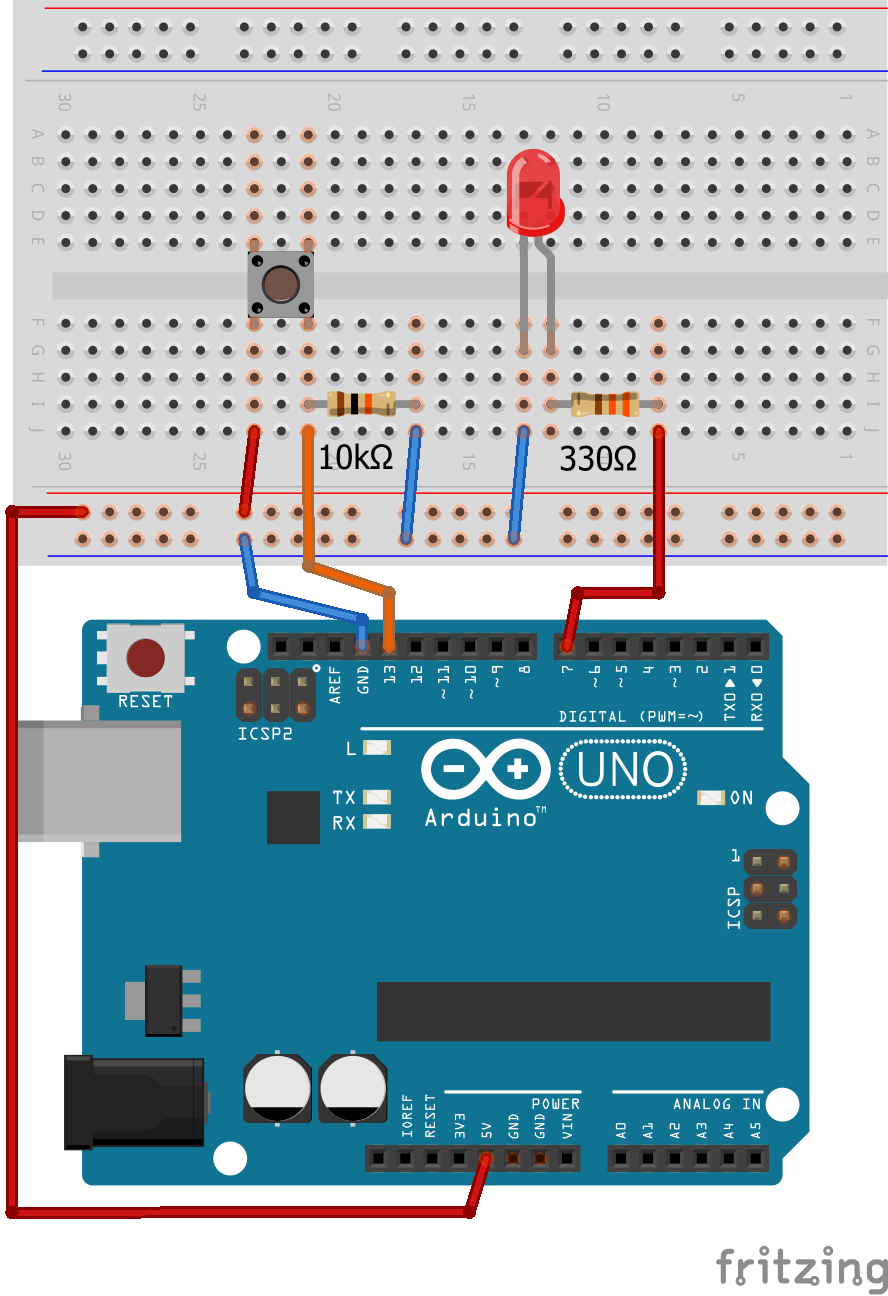 30 25 20 15 10 5 1
A A
B B
C C
D D
E E
F F
G G
H H
I I
J J
10kΩ 330Ω
30 25 20 15 10 5 1
RESET
AREF GND 13 12 ~11 ~10 ~9 8 7 ~6 ~5 4 ~3 2 TX0▶1 RX0◀0
ICSP2
DIGITAL (PWM=~)
L
TX
RX
Arduino™
UNO
ON
1
ICSP
IOREF RESET 3V3 5V GND GND VIN A0 A1 A2 A3 A4 A5
POWER
ANALOG IN
fritzing